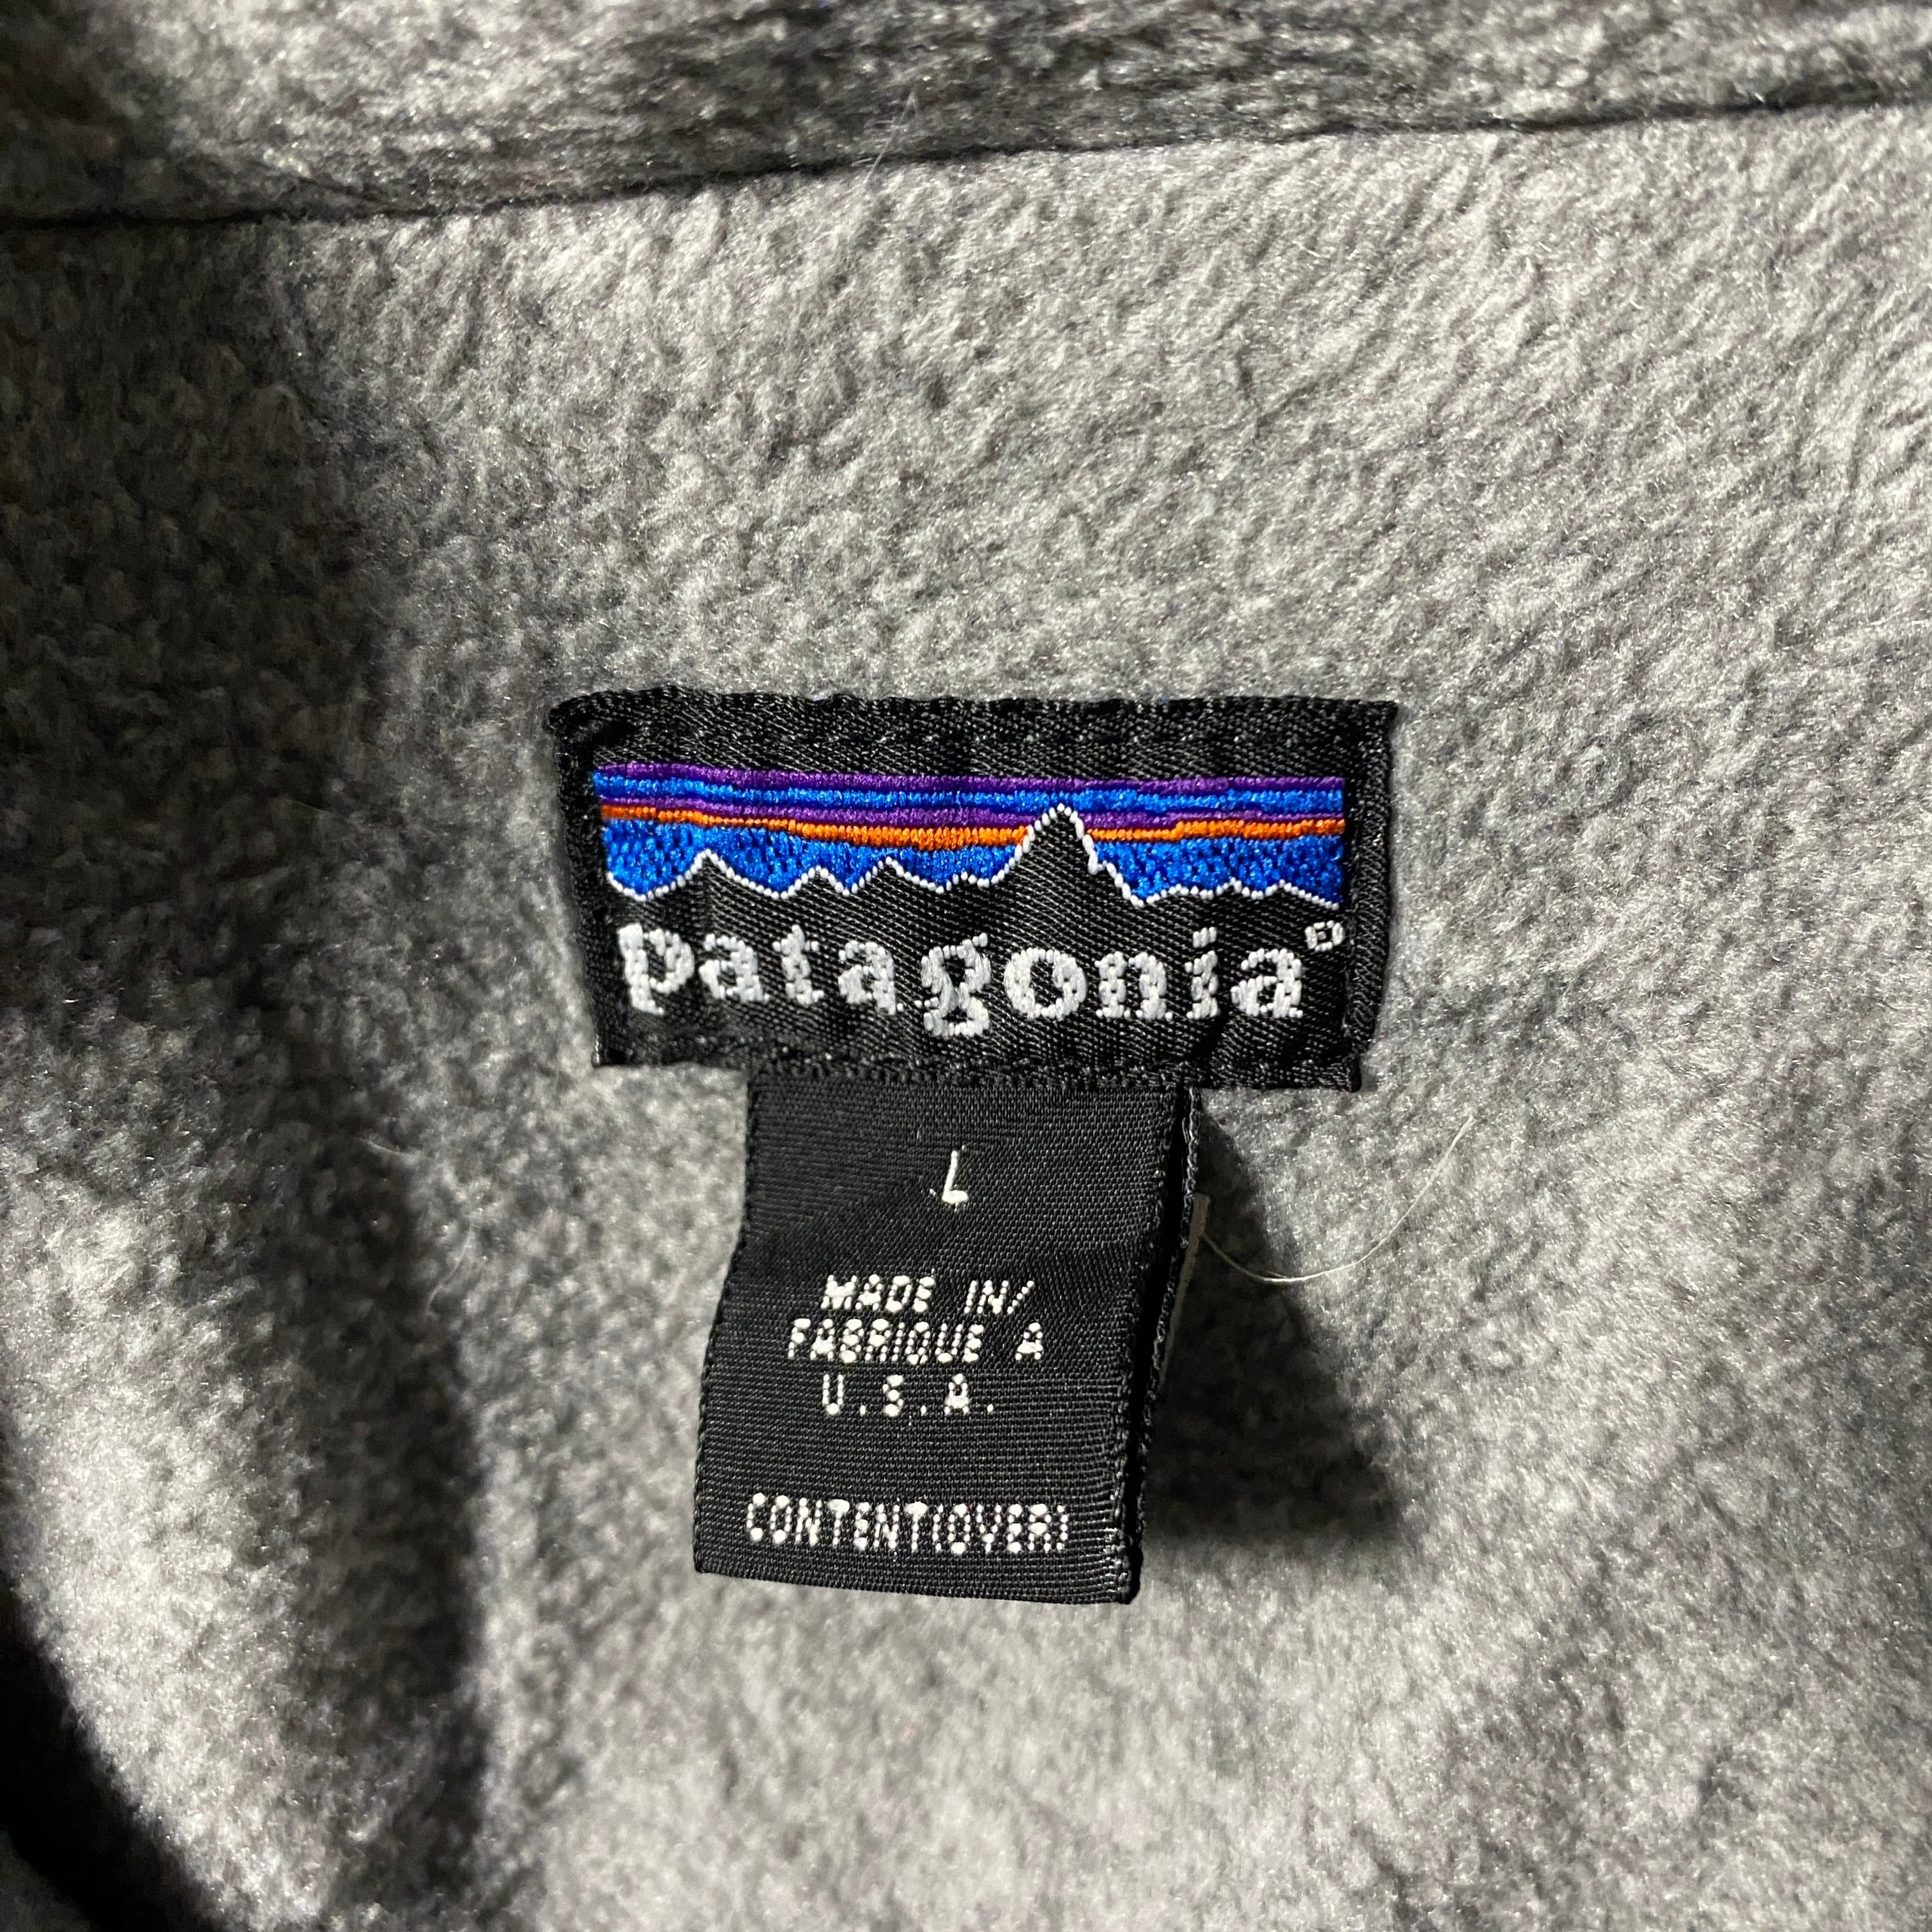 patagonia®
L
MADE IN/
FABRIQUE A
U.S.A.
CONTENT(OVER)